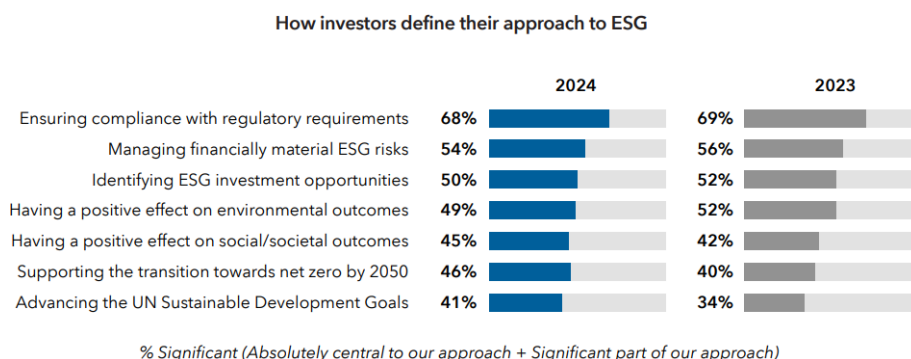 How investors define their approach to ESG
2024 2023
Ensuring compliance with regulatory requirements 68% 69%
Managing financially material ESG risks 54% 56%
Identifying ESG investment opportunities 50% 52%
Having a positive effect on environmental outcomes 49% 52%
Having a positive effect on social/societal outcomes 45% 42%
Supporting the transition towards net zero by 2050 46% 40%
Advancing the UN Sustainable Development Goals 41% 34%
% Significant (Absolutely central to our approach + Significant part of our approach)